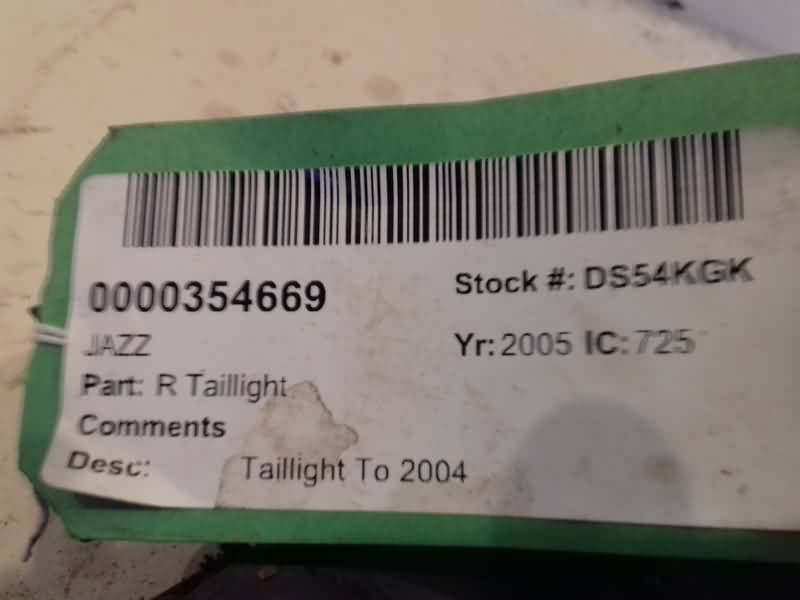 0000354669
Stock #: DS54KGK
JAZZ
Yr: 2005 IC: 725
Part: R Taillight
Comments
Desc: Taillight To 2004